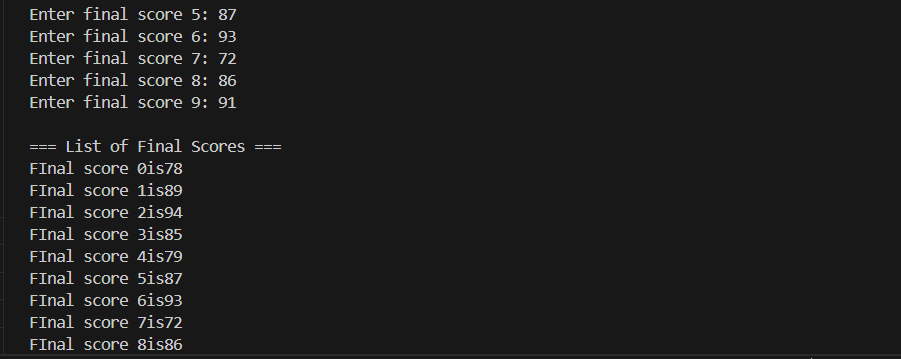 Enter final score 5: 87
Enter final score 6: 93
Enter final score 7: 72
Enter final score 8: 86
Enter final score 9: 91
=== List of Final Scores ===
FInal score 0is78
FInal score 1is89
FInal score 2is94
FInal score 3is85
FInal score 4is79
FInal score 5is87
FInal score 6is93
FInal score 7is72
FInal score 8is86